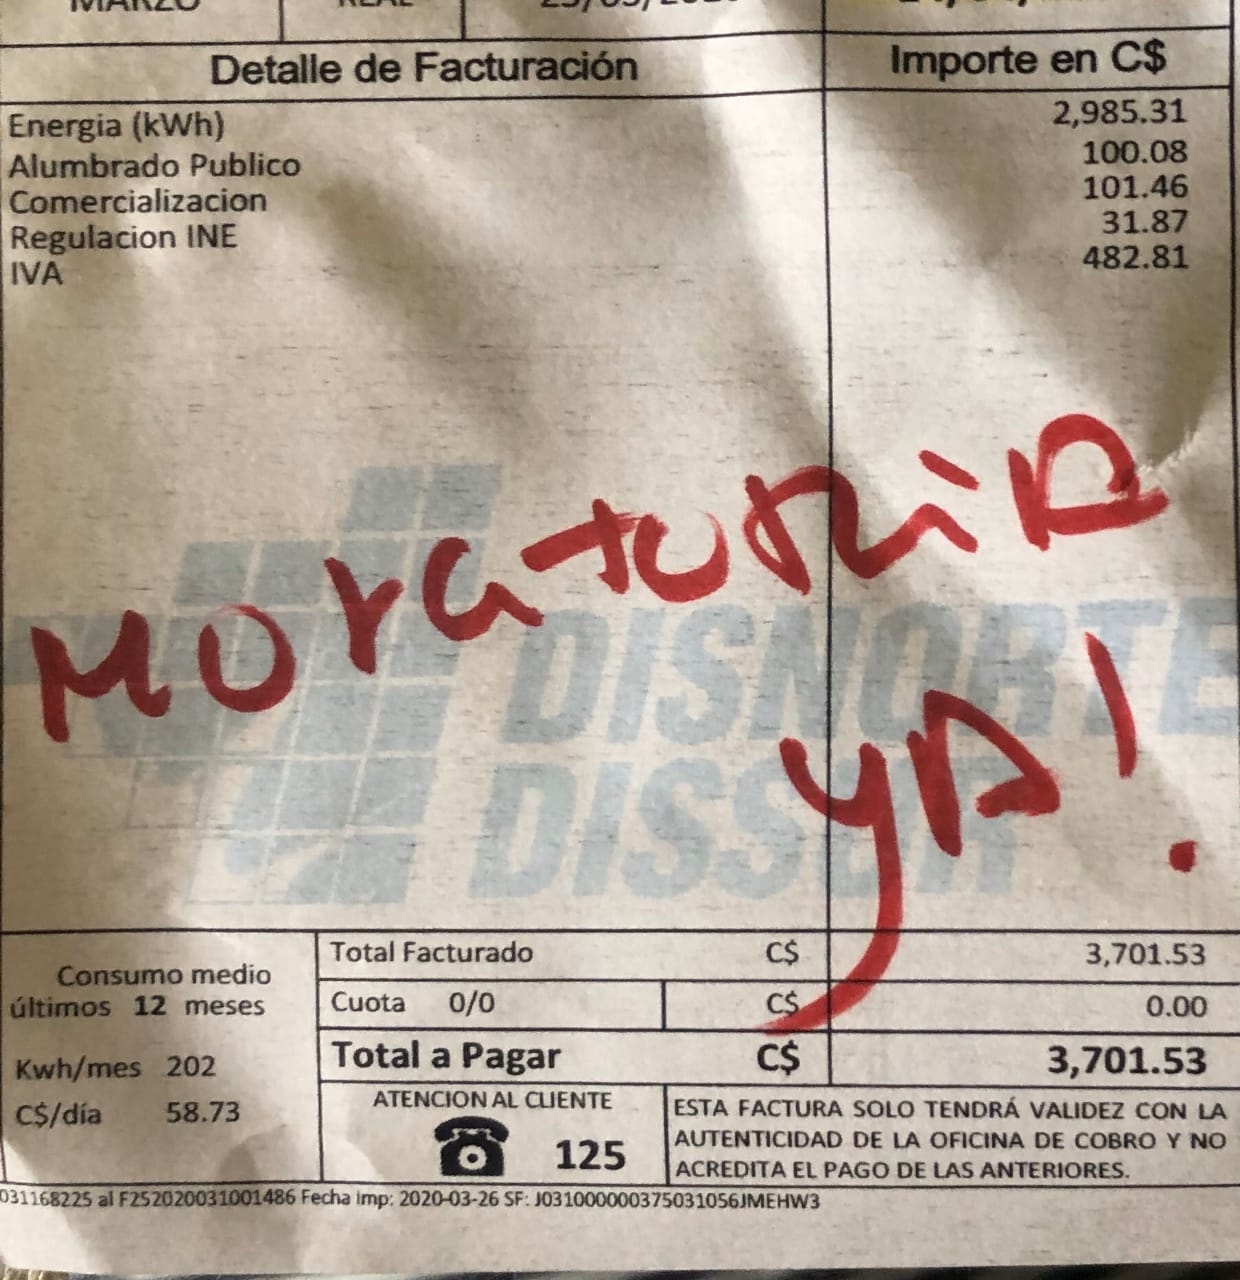 MARZO REAL
Detalle de Facturación Importe en C$
Energia (kWh) 2,985.31
Alumbrado Publico 100.08
Comercializacion 101.46
Regulacion INE 31.87
IVA 482.81
Moratoria
YA!
DISNORTE
DISSUR
Consumo medio
últimos 12 meses
Kwh/mes 202
C$/día 58.73
Total Facturado C$ 3,701.53
Cuota 0/0 C$ 0.00
Total a Pagar C$ 3,701.53
ATENCION AL CLIENTE
125
ESTA FACTURA SOLO TENDRÁ VALIDEZ CON LA
AUTENTICIDAD DE LA OFICINA DE COBRO Y NO
ACREDITA EL PAGO DE LAS ANTERIORES.
031168225 al F252020031001486 Fecha Imp: 2020-03-26 SF: J0310000000375031056JMEHW3